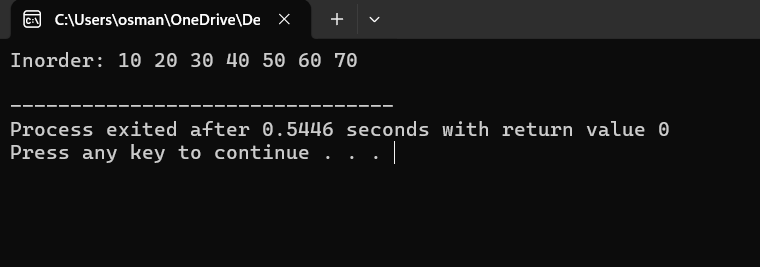 C:\Users\osman\OneDrive\De
Inorder: 10 20 30 40 50 60 70
--------------------------------
Process exited after 0.5446 seconds with return value 0
Press any key to continue . . .